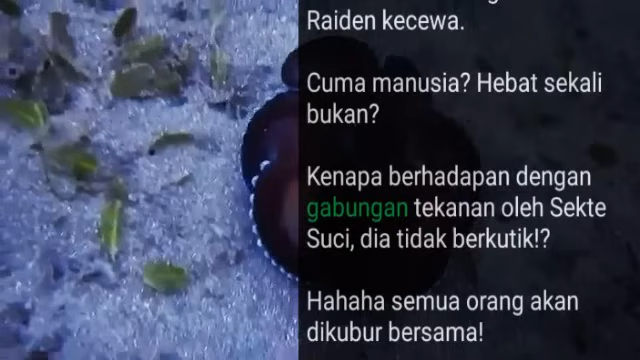 Raiden kecewa.
Cuma manusia? Hebat sekali
bukan?
Kenapa berhadapan dengan
gabungan tekanan oleh Sekte
Suci, dia tidak berkutik!?
Hahaha semua orang akan
dikubur bersama!